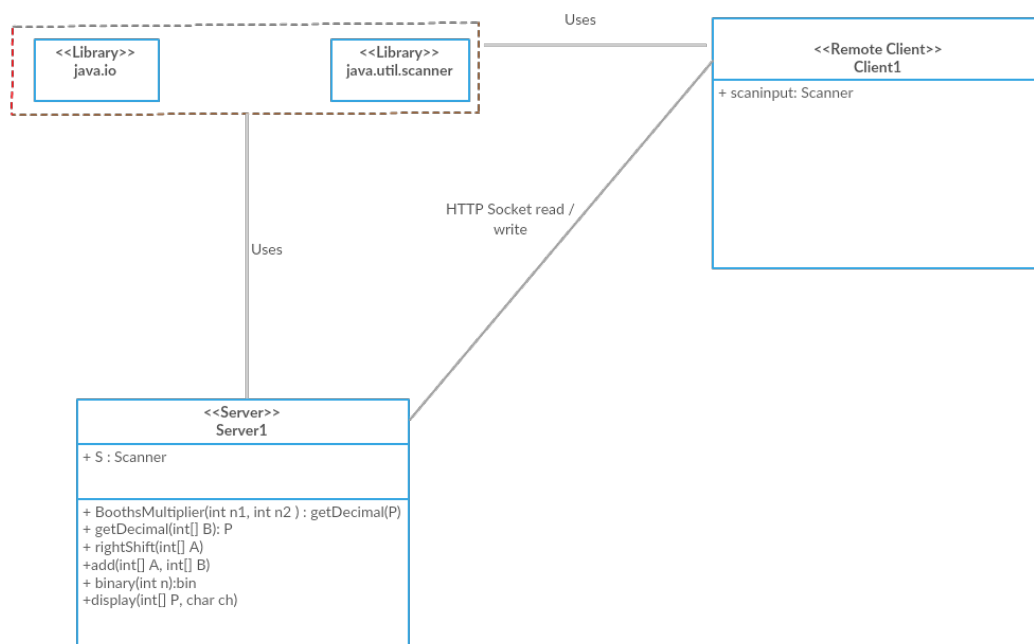 Uses
<<Library>>
java.io
<<Library>>
java.util.scanner
<<Remote Client>>
Client1
+ scaninput: Scanner
HTTP Socket read /
write
Uses
<<Server>>
Server1
+ S : Scanner
+ BoothsMultiplier(int n1, int n2 ) : getDecimal(P)
+ getDecimal(int[] B): P
+ rightShift(int[] A)
+add(int[] A, int[] B)
+ binary(int n):bin
+display(int[] P, char ch)